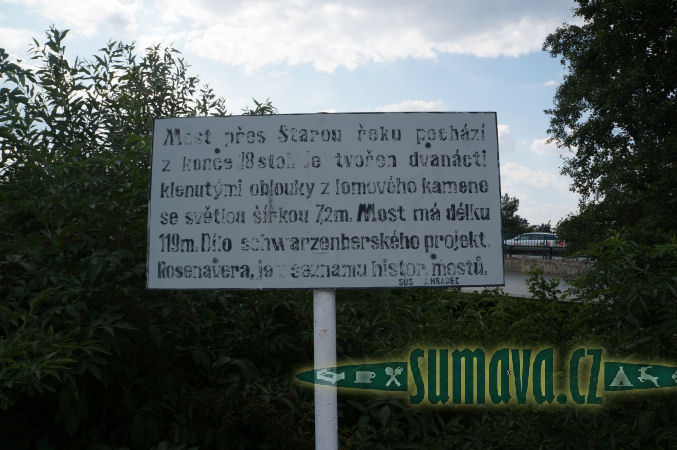 Most přes Starou řeku pochází
z konce 18 stol. Je tvořen dvanácti
klenutými oblouky z lomového kamene
se světlou šířkou 7,2m. Most má délku
119m. Dílo schwarzenberského projekt.
Rosenavera, je v seznamu histor. mostů.
SÚS J. HRADEC
sumava.cz